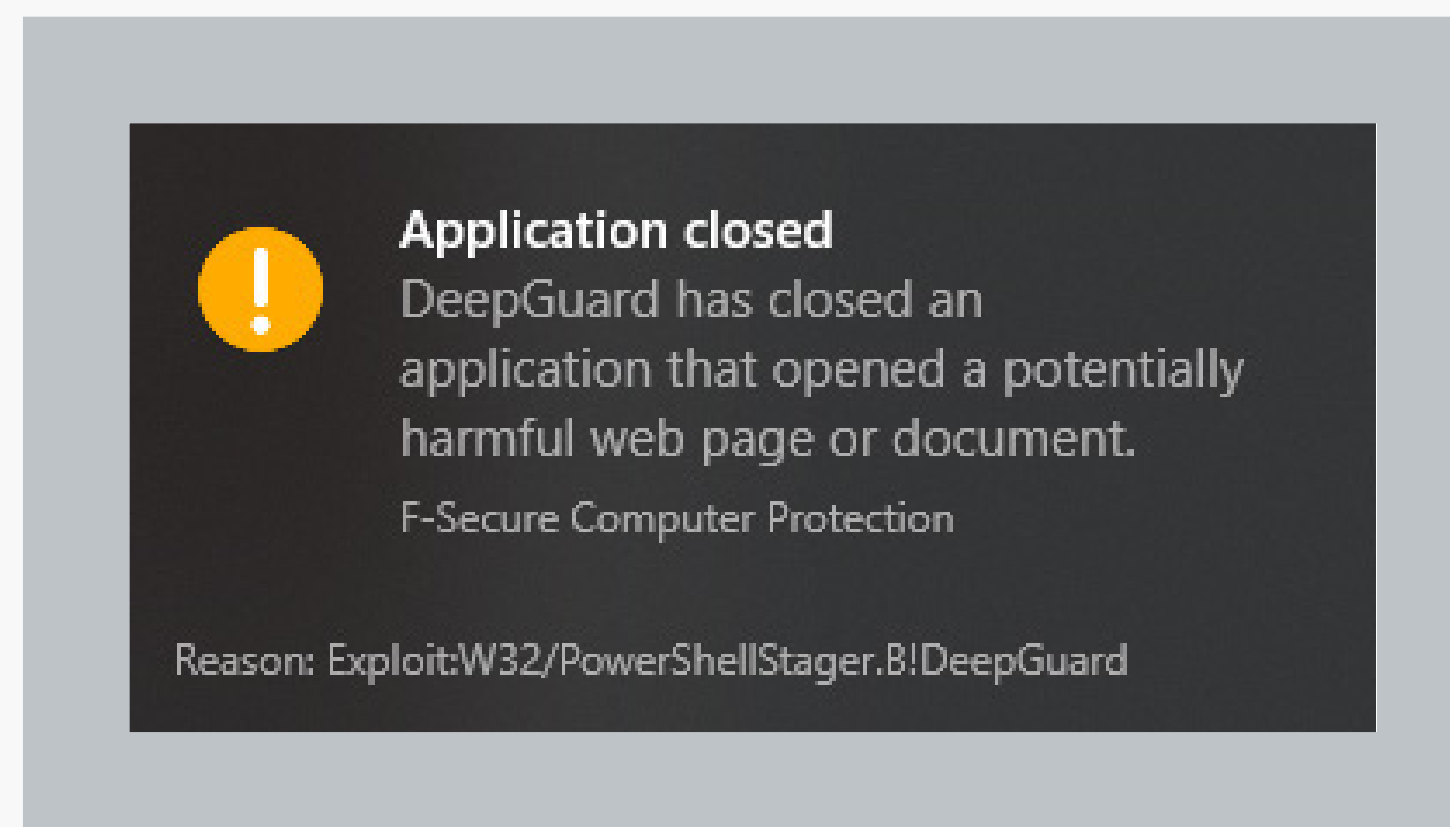 Application closed
DeepGuard has closed an
application that opened a potentially
harmful web page or document.
F-Secure Computer Protection
Reason: Exploit:W32/PowerShellStager.B!DeepGuard